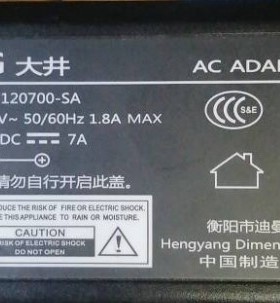 G 大井 AC ADA
120700-SA
V~ 50/60Hz 1.8A MAX
DC 7A
S&E
请勿自行开启此盖。
DUCE THE RISK OF FIRE OR ELECTRIC SHOCK,
E THIS APPLIANCE TO RAIN OR MOISTURE.
CAUTION
RISK OF ELECTRIC SHOCK
DO NOT OPEN
衡阳市迪曼
Hengyang Dimen
中国制造